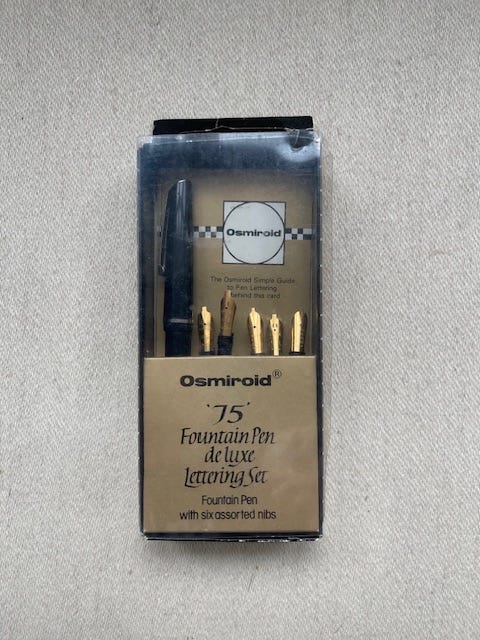 Osmiroid
The Osmiroid Simple Guide
to Pen Lettering
behind this card
Osmiroid®
'75'
Fountain Pen
de luxe
Lettering Set
Fountain Pen
with six assorted nibs